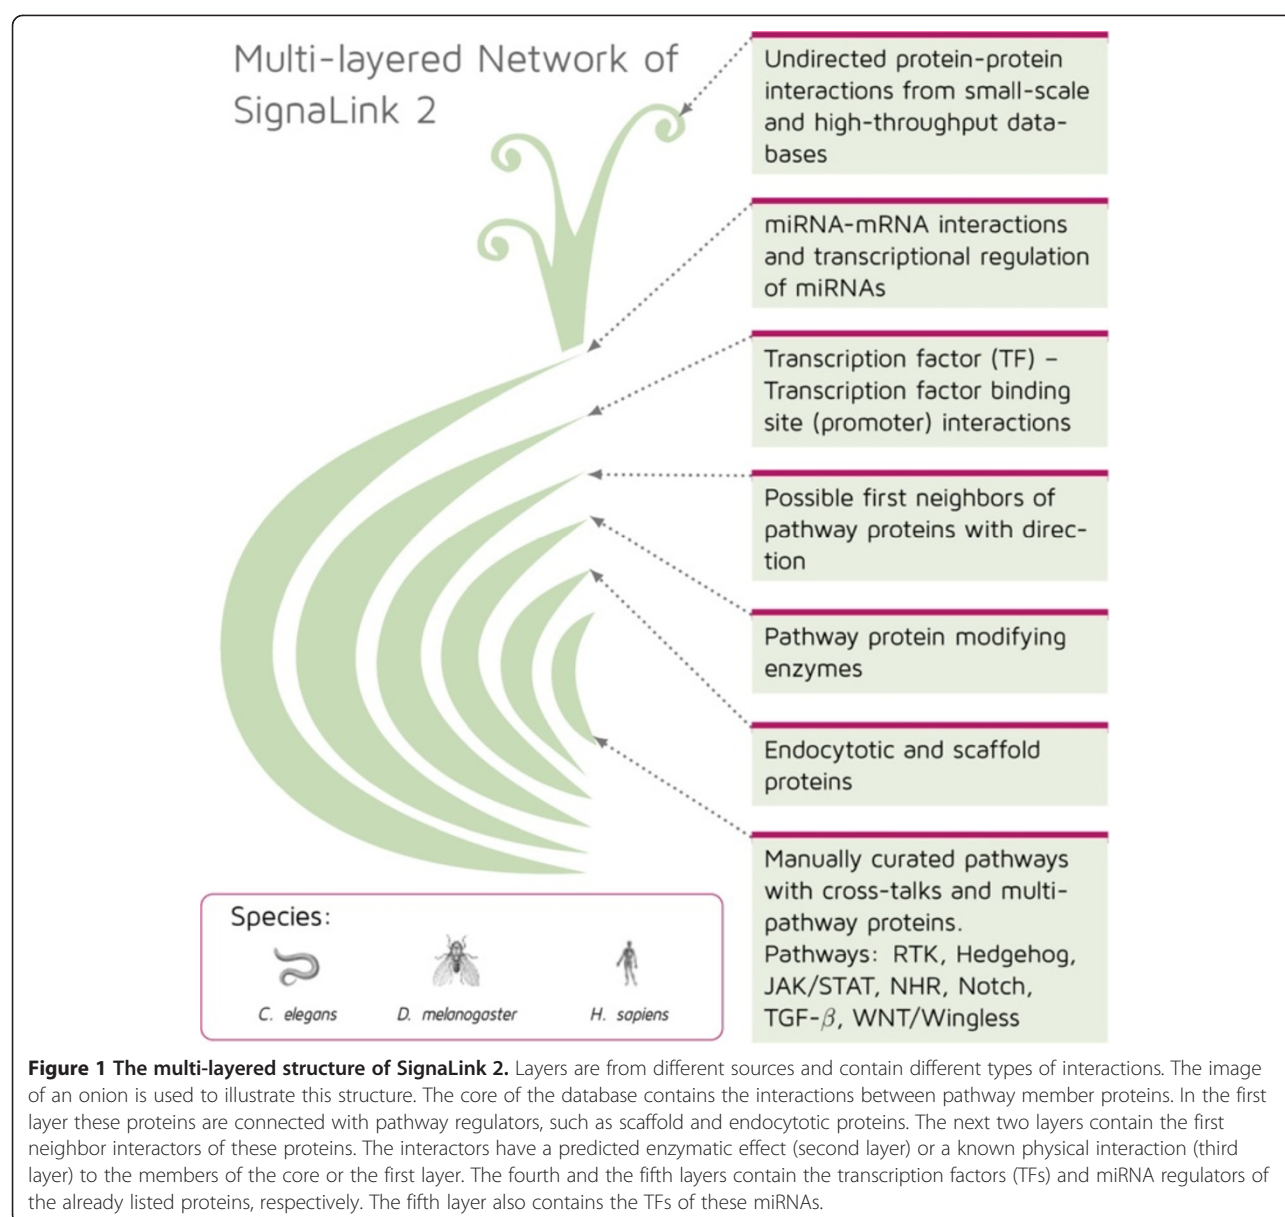 Multi-layered Network of
SignaLink 2
Undirected protein-protein
interactions from small-scale
and high-throughput data-
bases
miRNA-mRNA interactions
and transcriptional regulation
of miRNAs
Transcription factor (TF) –
Transcription factor binding
site (promoter) interactions
Possible first neighbors of
pathway proteins with direc-
tion
Pathway protein modifying
enzymes
Endocytotic and scaffold
proteins
Manually curated pathways
with cross-talks and multi-
pathway proteins.
Pathways: RTK, Hedgehog,
JAK/STAT, NHR, Notch,
TGF-β, WNT/Wingless
Species:
C. elegans
D. melanogaster
H. sapiens
Figure 1 The multi-layered structure of SignaLink 2. Layers are from different sources and contain different types of interactions. The image
of an onion is used to illustrate this structure. The core of the database contains the interactions between pathway member proteins. In the first
layer these proteins are connected with pathway regulators, such as scaffold and endocytotic proteins. The next two layers contain the first
neighbor interactors of these proteins. The interactors have a predicted enzymatic effect (second layer) or a known physical interaction (third
layer) to the members of the core or the first layer. The fourth and the fifth layers contain the transcription factors (TFs) and miRNA regulators of
the already listed proteins, respectively. The fifth layer also contains the TFs of these miRNAs.